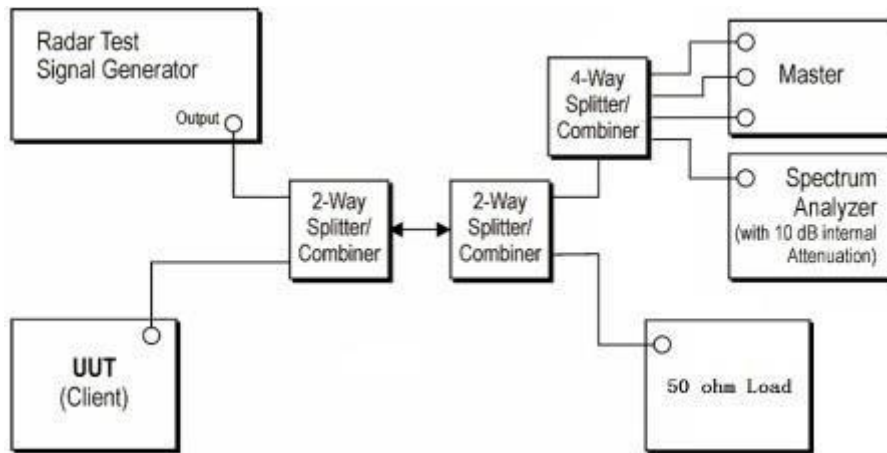 Radar Test
Signal Generator
Output
4-Way
Splitter/
Combiner
Master
2-Way
Splitter/
Combiner
2-Way
Splitter/
Combiner
Spectrum
Analyzer
(with 10 dB internal
Attenuation)
UUT
(Client)
50 ohm Load